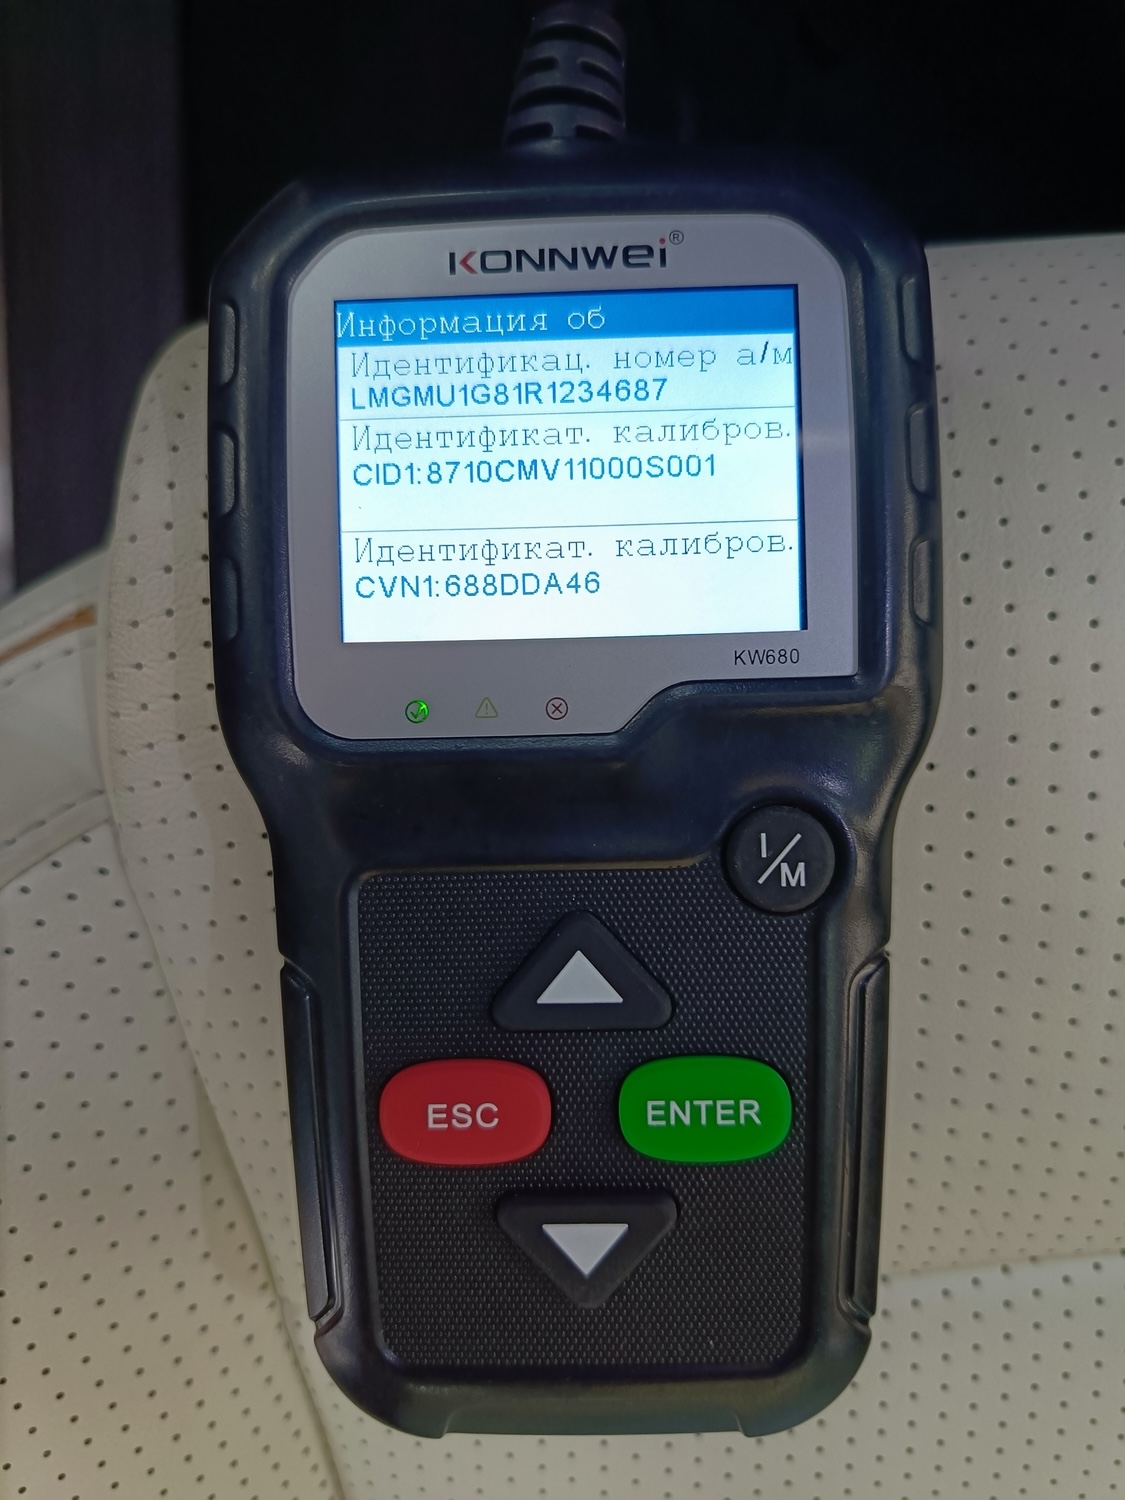 KONNWEI®
Информация об
Идентификац. номер а/м
LMGMU1G81R1234687
Идентификат. калибров.
CID1:8710CMV11000S001
Идентификат. калибров.
CVN1:688DDA46
KW680
I/M
ESC
ENTER